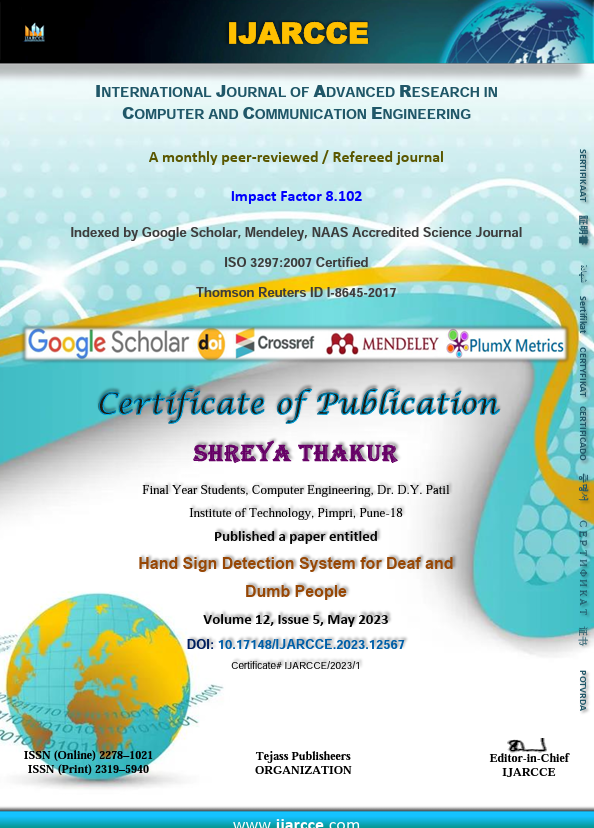 IJARCCE
IJARCCE
INTERNATIONAL JOURNAL OF ADVANCED RESEARCH IN
COMPUTER AND COMMUNICATION ENGINEERING
A monthly peer-reviewed / Refereed journal
Impact Factor 8.102
Indexed by Google Scholar, Mendeley, NAAS Accredited Science Journal
ISO 3297:2007 Certified
Thomson Reuters ID I-8645-2017
Google Scholar doi Crossref MENDELEY PlumX Metrics
Certificate of Publication
SHREYA THAKUR
Final Year Students, Computer Engineering, Dr. D.Y. Patil
Institute of Technology, Pimpri, Pune-18
Published a paper entitled
Hand Sign Detection System for Deaf and
Dumb People
Volume 12, Issue 5, May 2023
DOI: 10.17148/IJARCCE.2023.12567
Certificate# IJARCCE/2023/1
ISSN (Online) 2278–1021
ISSN (Print) 2319–5940
Tejass Publisheers
ORGANIZATION
Editor-in-Chief
IJARCCE
www.ijarcce.com
SERTIFIKAAT
証明書
Sertifikat
CERTYFIKAT
CERTIFICADO
증명서
СЕРТИФИКАТ
证书
POTVRDA